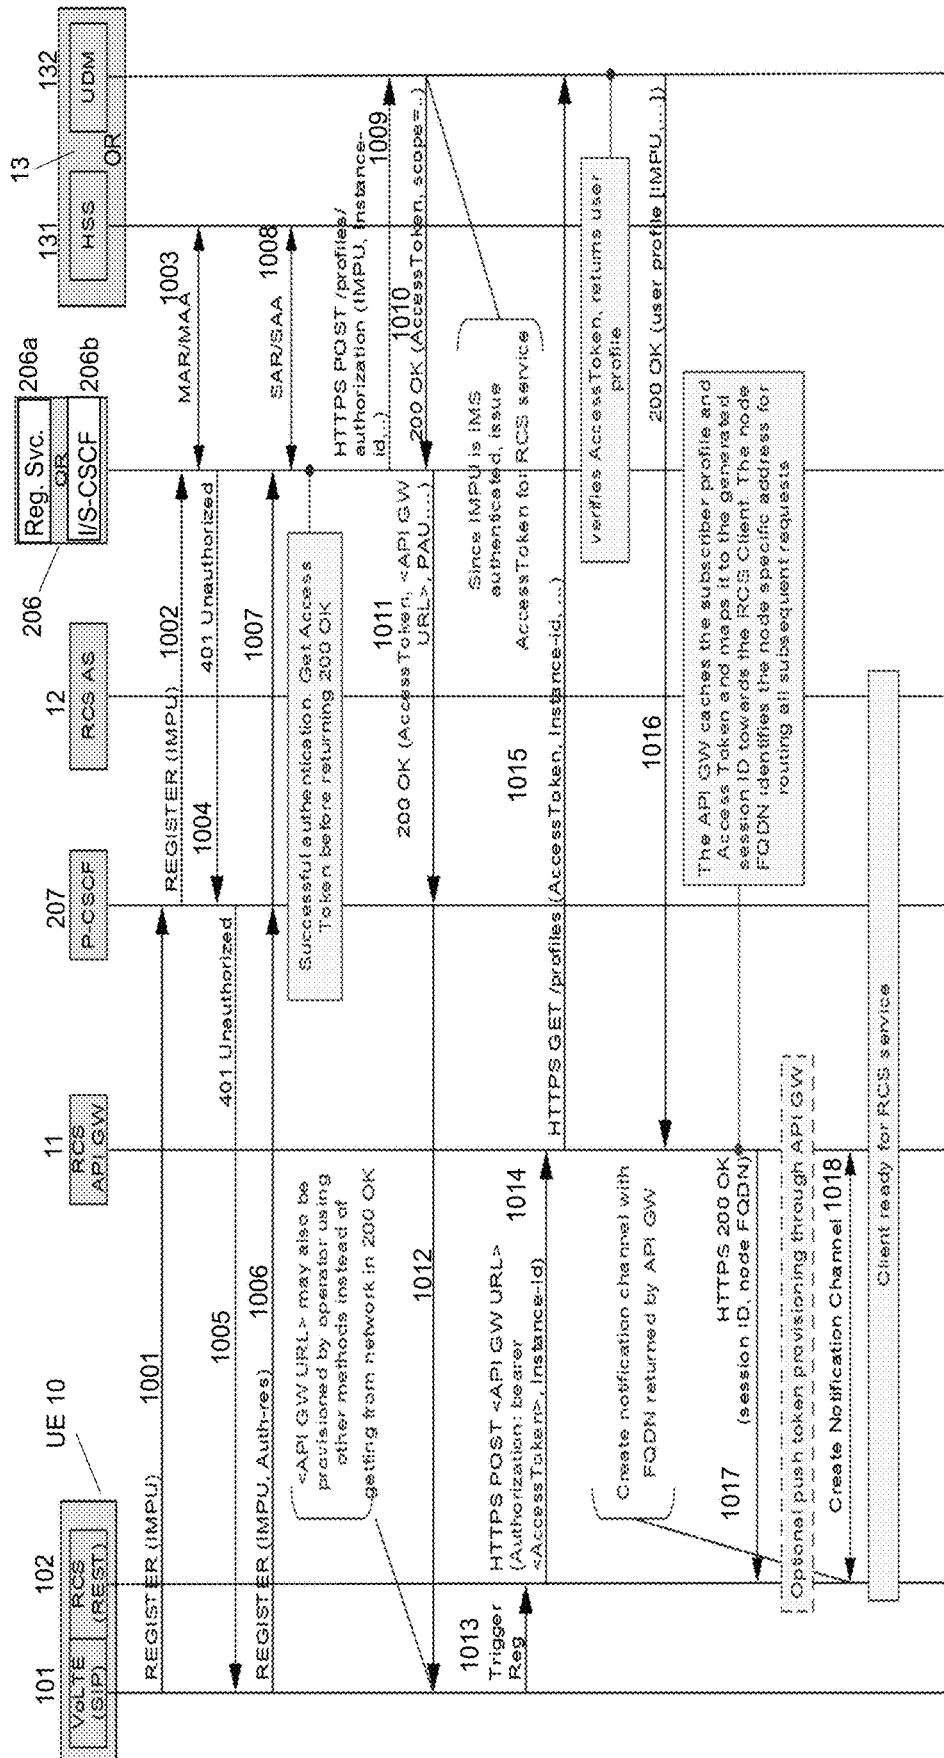 UE 10
101
VoLTE
(SIP)
102
RCS
(REST)
11
RCS
API GW
207
P-CSCF
12
RCS AS
206
Reg. Svc.
206a
OR
I/S-CSCF
206b
13
131
HSS
OR
132
UDM
REGISTER (IMPU)
1001
REGISTER (IMPU)
1002
MAR/MAA
1003
401 Unauthorized
1004
401 Unauthorized
1005
REGISTER (IMPU, Auth-res)
1006
1007
SAR/SAA
1008
Successful authentication. Get Access
Token before returning 200 OK
HTTPS POST /profiles/
authorization (IMPU, Instance-
id,..)
1009
1010
200 OK (AccessToken, scope=..)
Since IMPU is IMS
authenticated, issue
AccessToken for RCS service
1011
200 OK (AccessToken, <API GW
URL>, PAU,...)
1012
<API GW URL> may also be
provisioned by operator using
other methods instead of
getting from network in 200 OK
1013
Trigger
Reg
HTTPS POST <API GW URL>
(Authorization: bearer
<AccessToken>, Instance-id)
1014
HTTPS GET /profiles (AccessToken, Instance-id, ...)
1015
verifies AccessToken, returns user
profile
200 OK (user profile [IMPU, ...])
1016
The API GW caches the subscriber profile and
Access Token and maps it to the generated
session ID towards the RCS Client. The node
FQDN identifies the node specific address for
routing all subsequent requests
Create notification channel with
FQDN returned by API GW
HTTPS 200 OK
(session ID, node FQDN)
1017
Optional push token provisioning through API GW
Create Notification Channel 1018
Client ready for RCS service